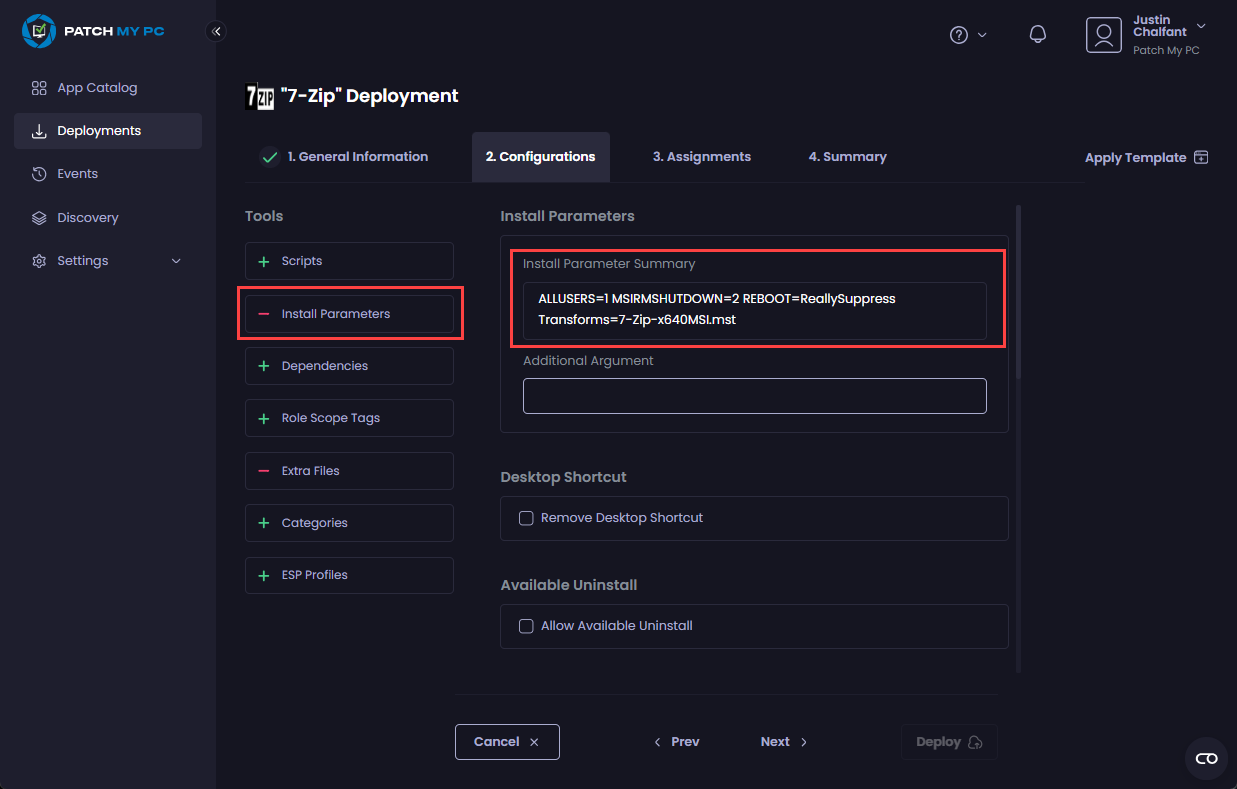 PATCH MY PC
Justin
Chalfant
Patch My PC
App Catalog
Deployments
Events
Discovery
Settings
7ZIP "7-Zip" Deployment
1. General Information
2. Configurations
3. Assignments
4. Summary
Apply Template
Tools
Scripts
Install Parameters
Dependencies
Role Scope Tags
Extra Files
Categories
ESP Profiles
Install Parameters
Install Parameter Summary
ALLUSERS=1 MSIRMSHUTDOWN=2 REBOOT=ReallySuppress
Transforms=7-Zip-x640MSI.mst
Additional Argument
Desktop Shortcut
Remove Desktop Shortcut
Available Uninstall
Allow Available Uninstall
Cancel
Prev
Next
Deploy